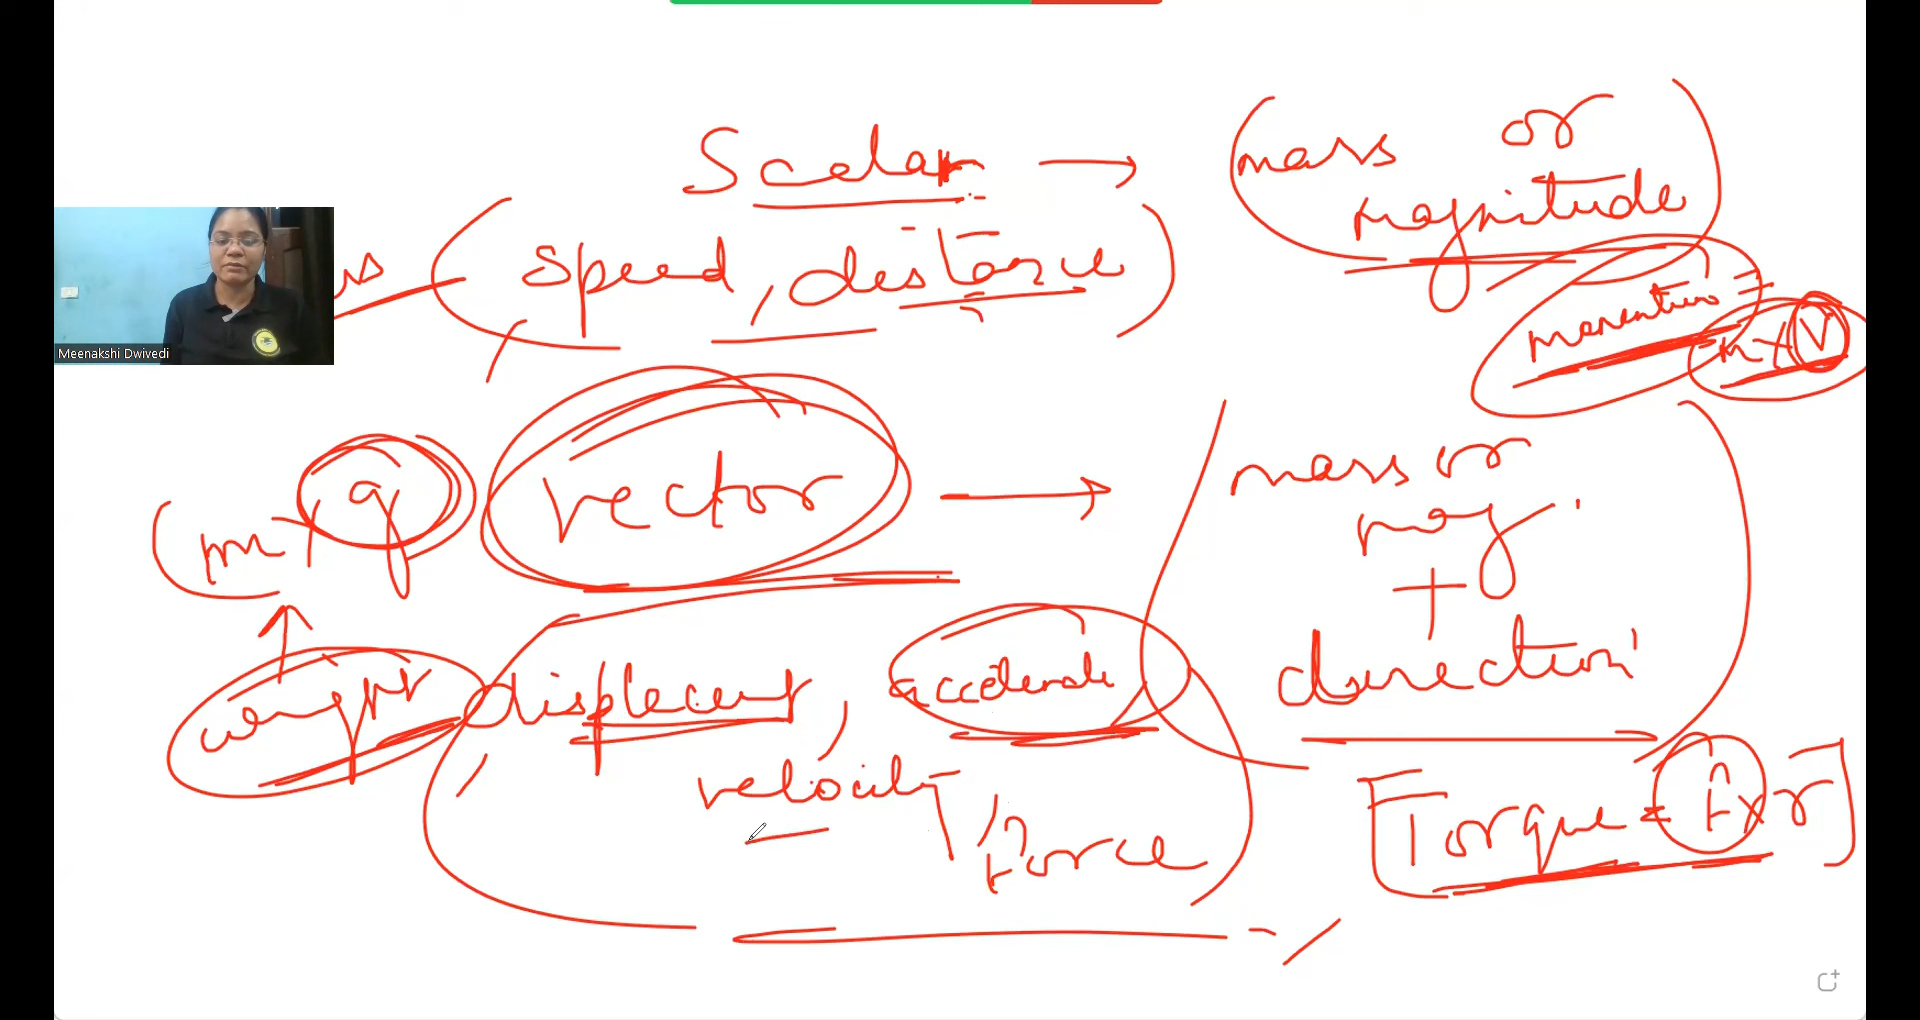 Scalar → (mass or
magnitude)
(speed, distance)
momentum =
m × V
Meenakshi Dwivedi
(m × g
vector → mass or
mag.
+
direction
weight
displacent, accelerate
velocity, Force
[Torque = F × r]